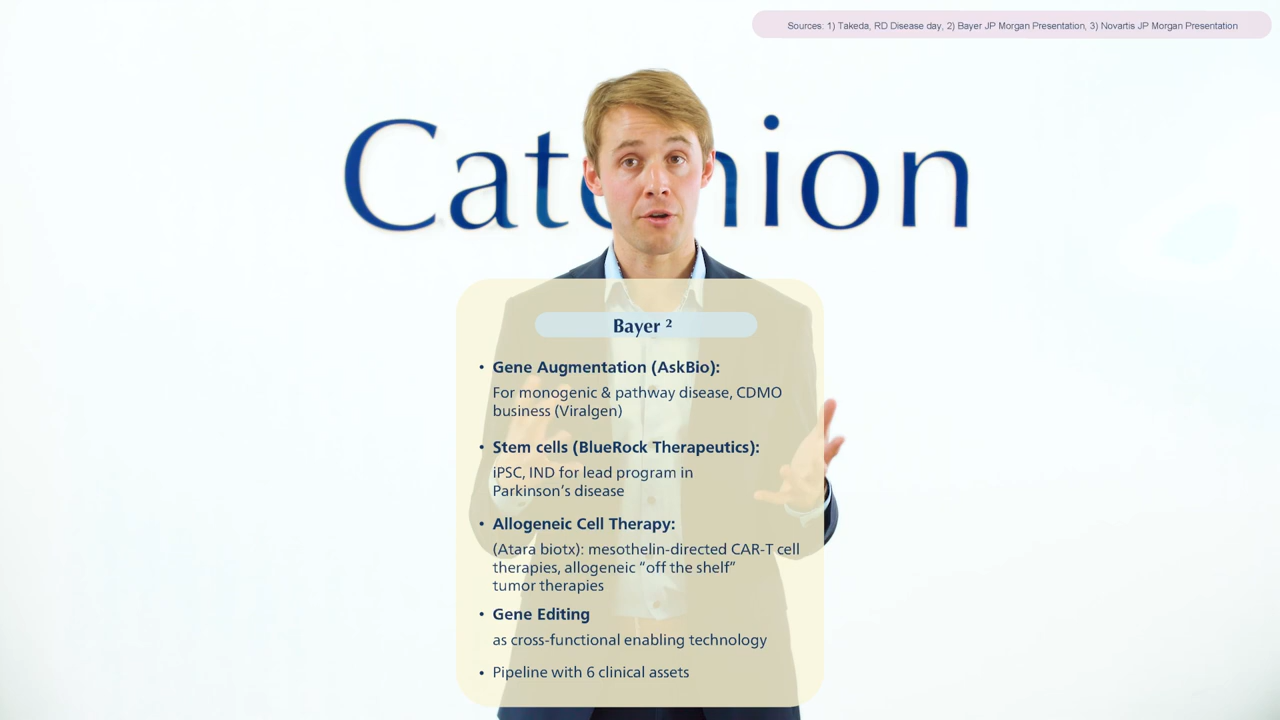 Sources: 1) Takeda, RD Disease day, 2) Bayer JP Morgan Presentation, 3) Novartis JP Morgan Presentation
Catenion
Bayer ²
• Gene Augmentation (AskBio):
For monogenic & pathway disease, CDMO
business (Viralgen)
• Stem cells (BlueRock Therapeutics):
iPSC, IND for lead program in
Parkinson's disease
• Allogeneic Cell Therapy:
(Atara biotx): mesothelin-directed CAR-T cell
therapies, allogeneic “off the shelf”
tumor therapies
• Gene Editing
as cross-functional enabling technology
• Pipeline with 6 clinical assets